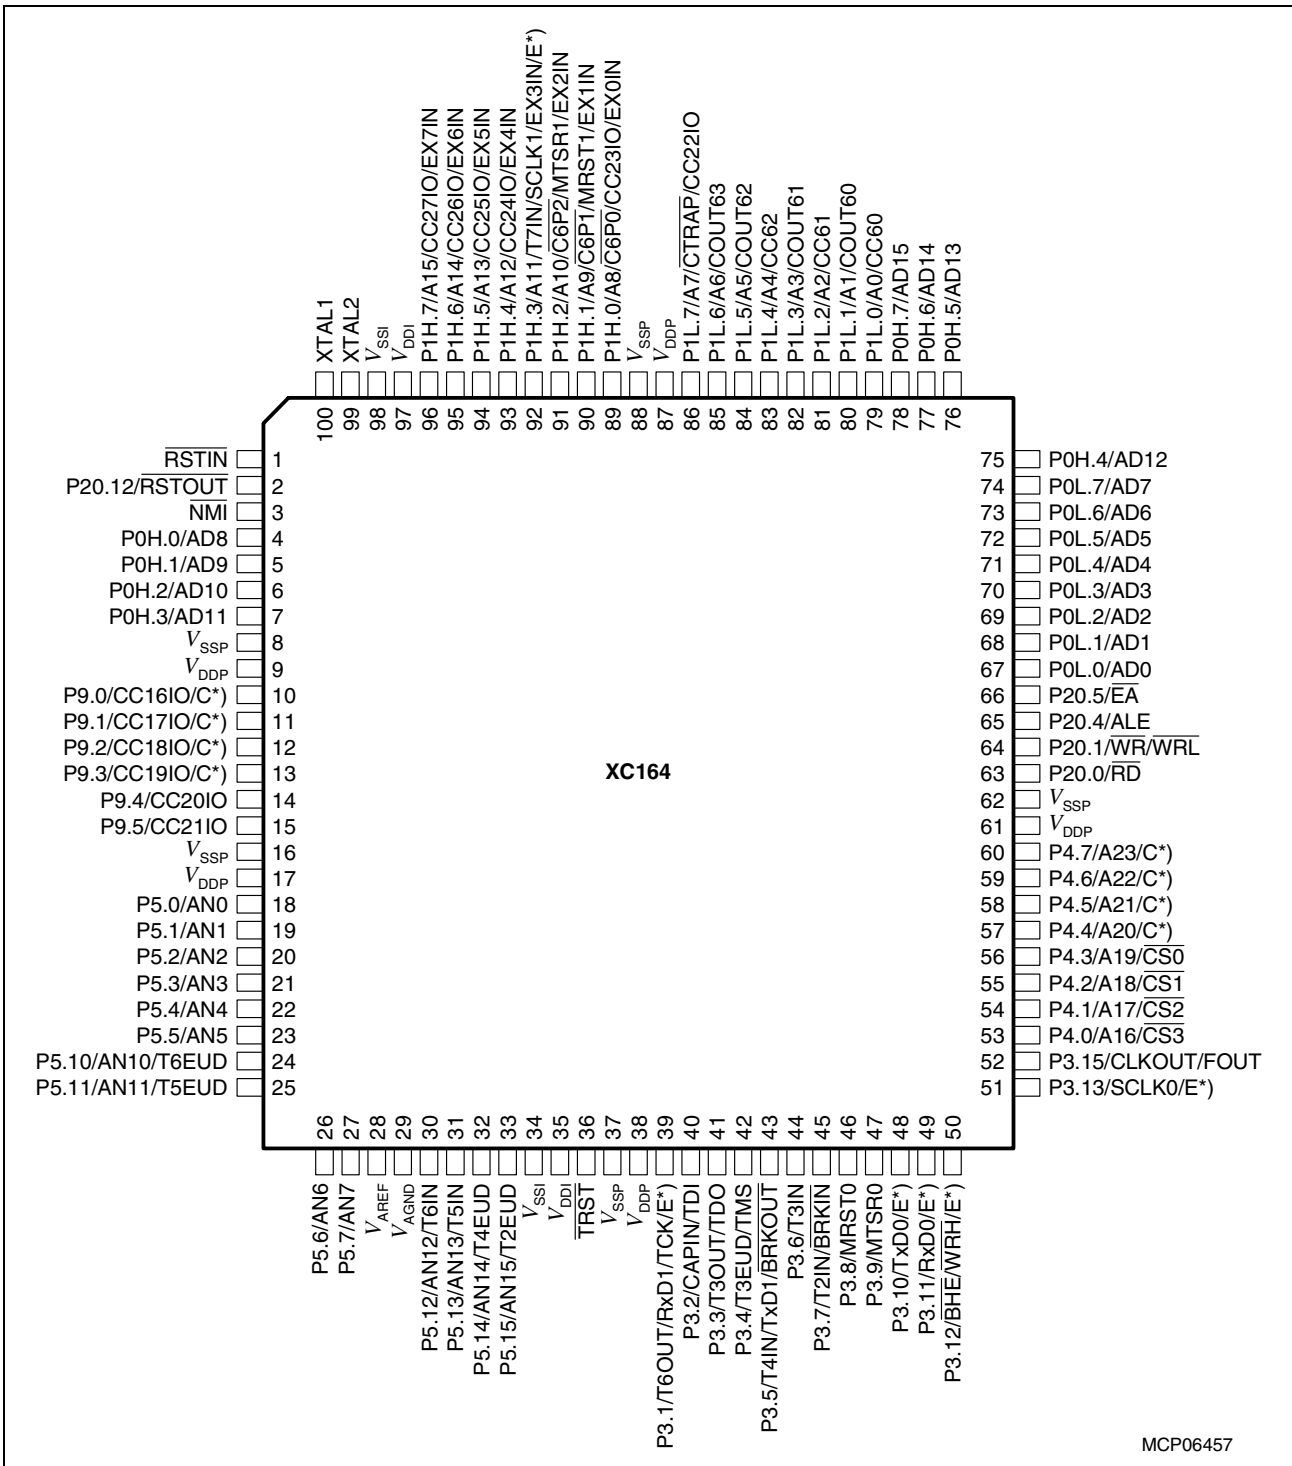 XTAL1 100
XTAL2 99
VSSI 98
VDDI 97
P1H.7/A15/CC27IO/EX7IN 96
P1H.6/A14/CC26IO/EX6IN 95
P1H.5/A13/CC25IO/EX5IN 94
P1H.4/A12/CC24IO/EX4IN 93
P1H.3/A11/T7IN/SCLK1/EX3IN/E*) 92
P1H.2/A10/C6P2/MTSR1/EX2IN 91
P1H.1/A9/C6P1/MRST1/EX1IN 90
P1H.0/A8/C6P0/CC23IO/EX0IN 89
VSSP 88
VDDP 87
P1L.7/A7/CTRAP/CC22IO 86
P1L.6/A6/COUT63 85
P1L.5/A5/COUT62 84
P1L.4/A4/CC62 83
P1L.3/A3/COUT61 82
P1L.2/A2/CC61 81
P1L.1/A1/COUT60 80
P1L.0/A0/CC60 79
P0H.7/AD15 78
P0H.6/AD14 77
P0H.5/AD13 76
RSTIN 1
P20.12/RSTOUT 2
NMI 3
P0H.0/AD8 4
P0H.1/AD9 5
P0H.2/AD10 6
P0H.3/AD11 7
VSSP 8
VDDP 9
P9.0/CC16IO/C*) 10
P9.1/CC17IO/C*) 11
P9.2/CC18IO/C*) 12
P9.3/CC19IO/C*) 13
P9.4/CC20IO 14
P9.5/CC21IO 15
VSSP 16
VDDP 17
P5.0/AN0 18
P5.1/AN1 19
P5.2/AN2 20
P5.3/AN3 21
P5.4/AN4 22
P5.5/AN5 23
P5.10/AN10/T6EUD 24
P5.11/AN11/T5EUD 25
XC164
75 P0H.4/AD12
74 P0L.7/AD7
73 P0L.6/AD6
72 P0L.5/AD5
71 P0L.4/AD4
70 P0L.3/AD3
69 P0L.2/AD2
68 P0L.1/AD1
67 P0L.0/AD0
66 P20.5/EA
65 P20.4/ALE
64 P20.1/WR/WRL
63 P20.0/RD
62 VSSP
61 VDDP
60 P4.7/A23/C*)
59 P4.6/A22/C*)
58 P4.5/A21/C*)
57 P4.4/A20/C*)
56 P4.3/A19/CS0
55 P4.2/A18/CS1
54 P4.1/A17/CS2
53 P4.0/A16/CS3
52 P3.15/CLKOUT/FOUT
51 P3.13/SCLK0/E*)
26 P5.6/AN6
27 P5.7/AN7
28 VAREF
29 VAGND
30 P5.12/AN12/T6IN
31 P5.13/AN13/T5IN
32 P5.14/AN14/T4EUD
33 P5.15/AN15/T2EUD
34 VSSI
35 VDDI
36 TRST
37 VSSP
38 VDDP
39 P3.1/T6OUT/RxD1/TCK/E*)
40 P3.2/CAPIN/TDI
41 P3.3/T3OUT/TDO
42 P3.4/T3EUD/TMS
43 P3.5/T4IN/TxD1/BRKOUT
44 P3.6/T3IN
45 P3.7/T2IN/BRKIN
46 P3.8/MRST0
47 P3.9/MTSR0
48 P3.10/TxD0/E*)
49 P3.11/RxD0/E*)
50 P3.12/BHE/WRH/E*)
MCP06457